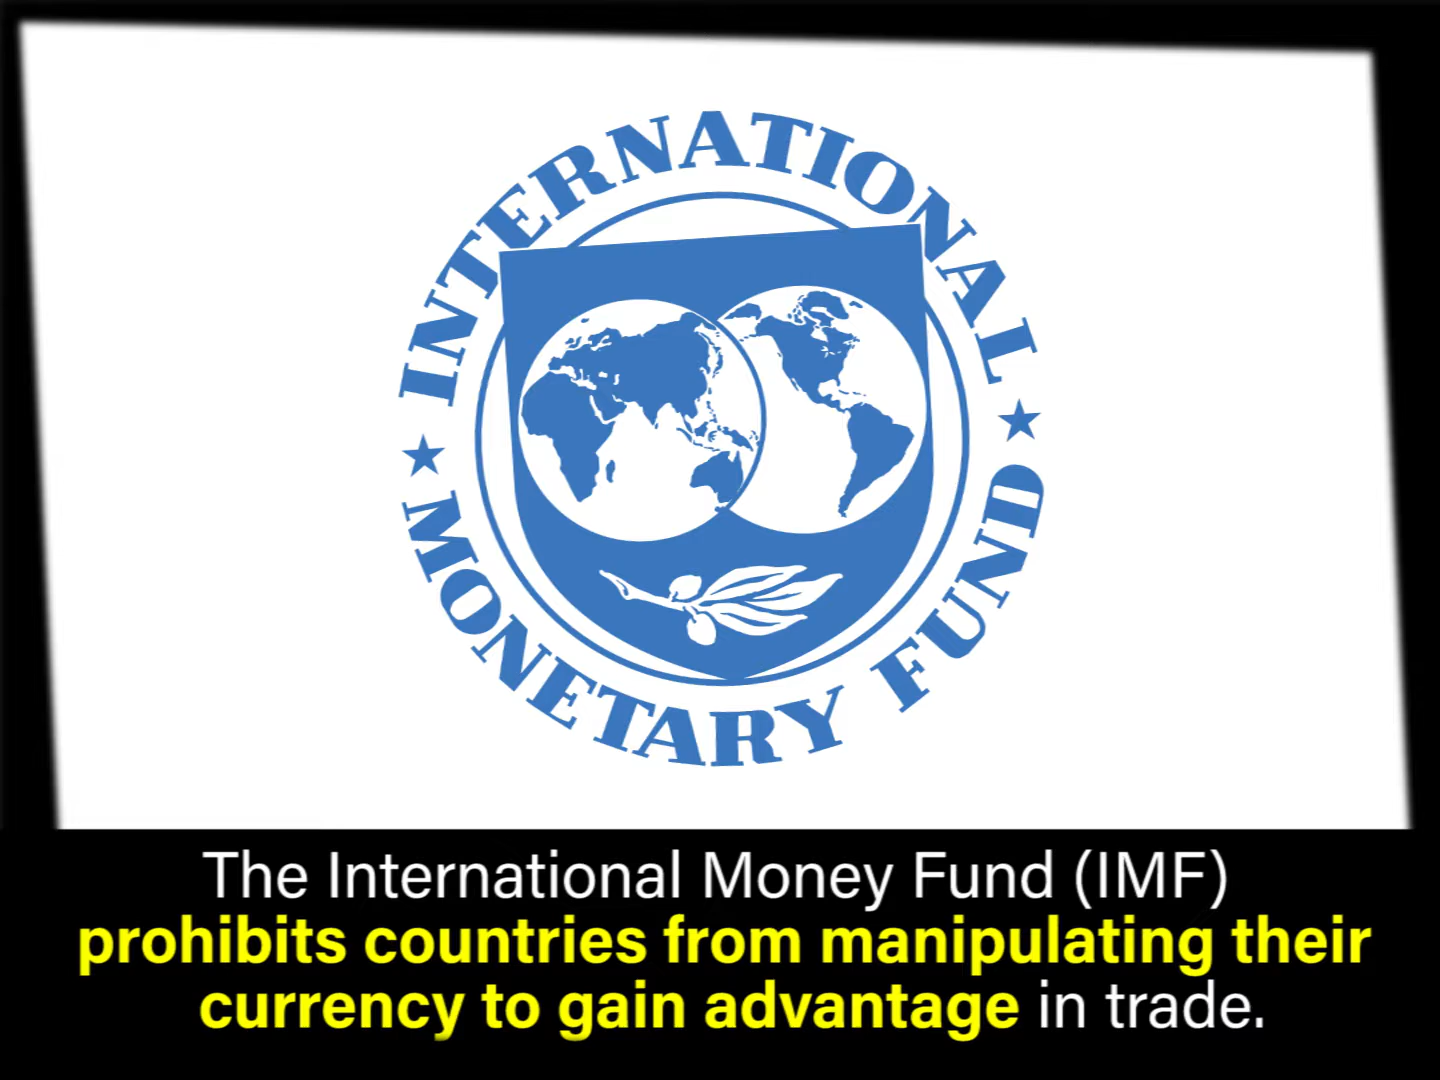 INTERNATIONAL
MONETARY FUND
The International Money Fund (IMF)
prohibits countries from manipulating their
currency to gain advantage in trade.